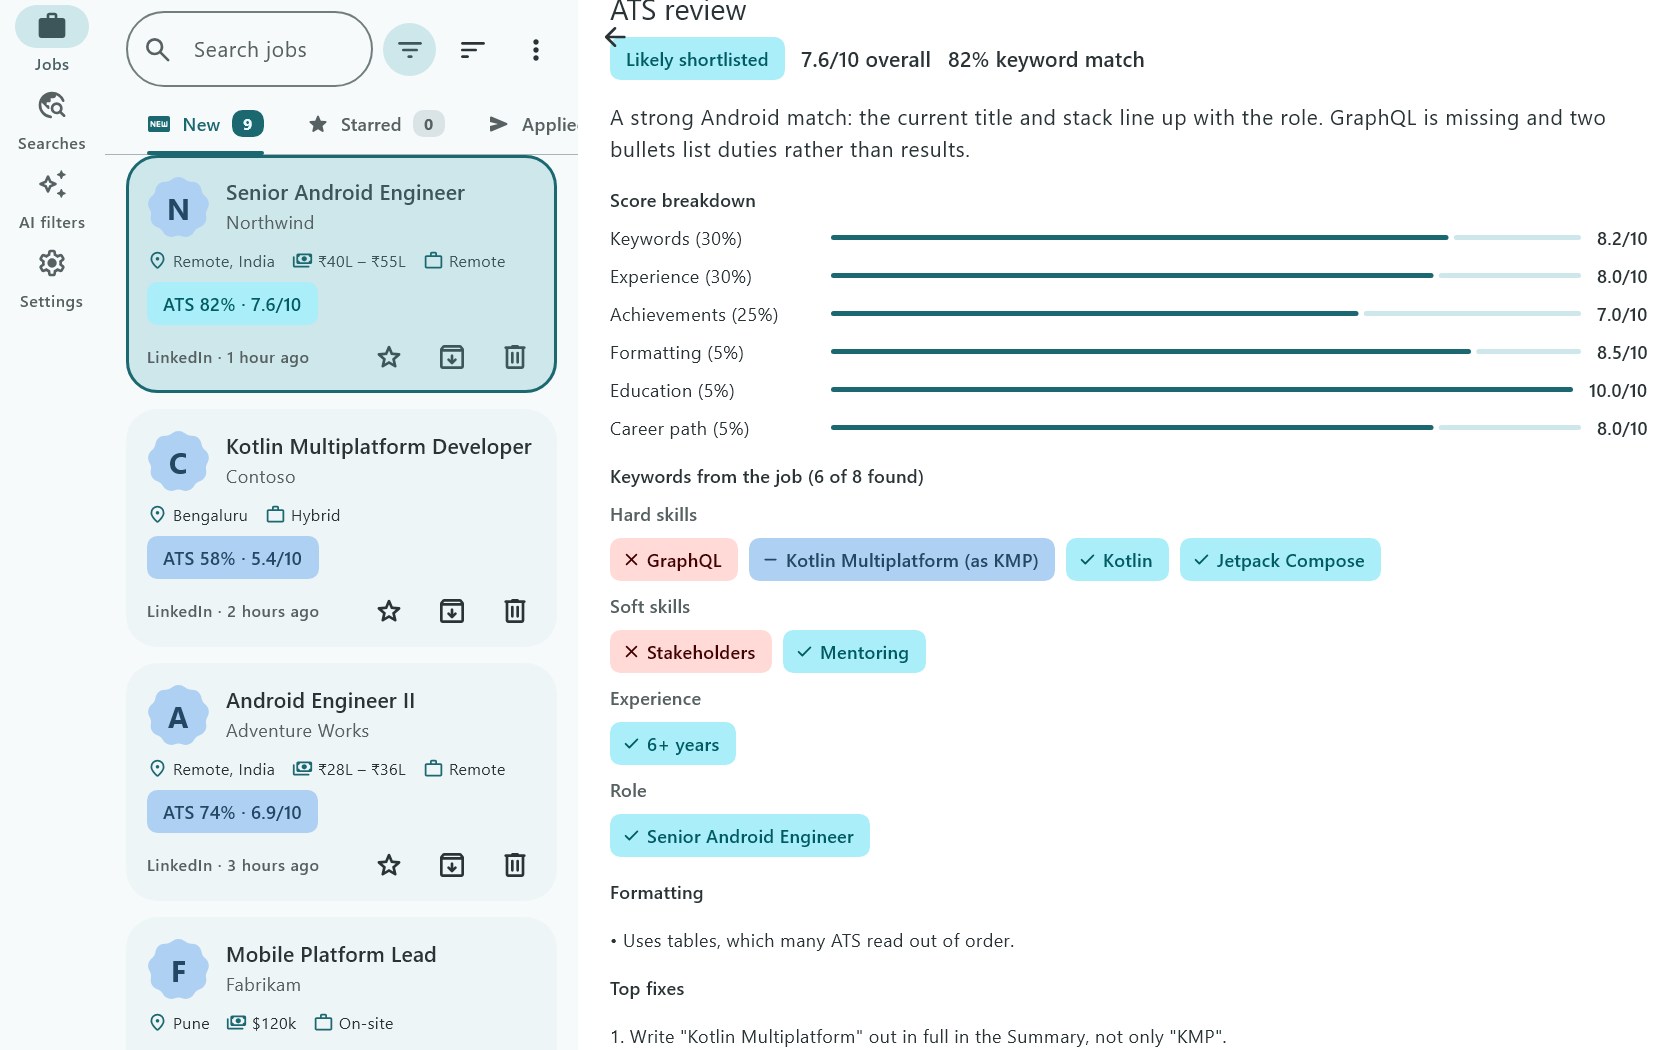 Jobs
Searches
AI filters
Settings
Search jobs
NEW New 9 Starred 0 Applie
N
Senior Android Engineer
Northwind
Remote, India ₹40L – ₹55L Remote
ATS 82% · 7.6/10
LinkedIn · 1 hour ago
C
Kotlin Multiplatform Developer
Contoso
Bengaluru Hybrid
ATS 58% · 5.4/10
LinkedIn · 2 hours ago
A
Android Engineer II
Adventure Works
Remote, India ₹28L – ₹36L Remote
ATS 74% · 6.9/10
LinkedIn · 3 hours ago
F
Mobile Platform Lead
Fabrikam
Pune $120k On-site
ATS review
Likely shortlisted 7.6/10 overall 82% keyword match
A strong Android match: the current title and stack line up with the role. GraphQL is missing and two
bullets list duties rather than results.
Score breakdown
Keywords (30%) 8.2/10
Experience (30%) 8.0/10
Achievements (25%) 7.0/10
Formatting (5%) 8.5/10
Education (5%) 10.0/10
Career path (5%) 8.0/10
Keywords from the job (6 of 8 found)
Hard skills
GraphQL Kotlin Multiplatform (as KMP) Kotlin Jetpack Compose
Soft skills
Stakeholders Mentoring
Experience
6+ years
Role
Senior Android Engineer
Formatting
• Uses tables, which many ATS read out of order.
Top fixes
1. Write "Kotlin Multiplatform" out in full in the Summary, not only "KMP".